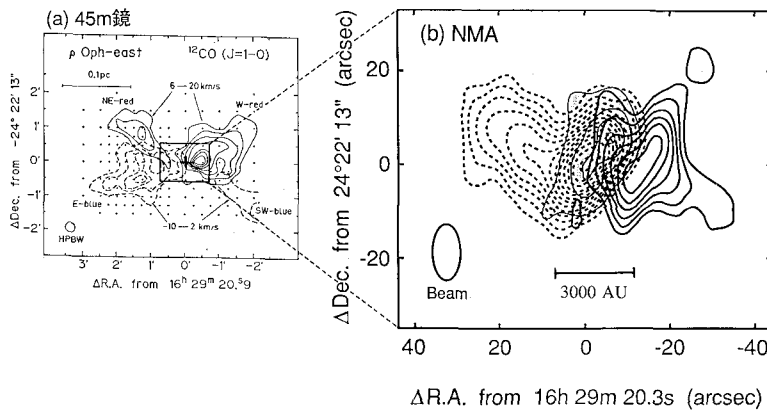 (a) 45m鏡
ρ Oph-east
¹²CO (J=1-0)
0.1pc
6–20km/s
NE-red
W-red
E-blue
-10–2 km/s
SW-blue
HPBW
2'
1'
0'
-1'
-2'
3' 2' 1' 0' -1' -2'
ΔDec. from -24° 22' 13"
ΔR.A. from 16ʰ 29ᵐ 20.ˢ9
(b) NMA
20
0
-20
ΔDec. from 24°22' 13" (arcsec)
Beam
3000 AU
40 20 0 -20 -40
ΔR.A. from 16h 29m 20.3s (arcsec)